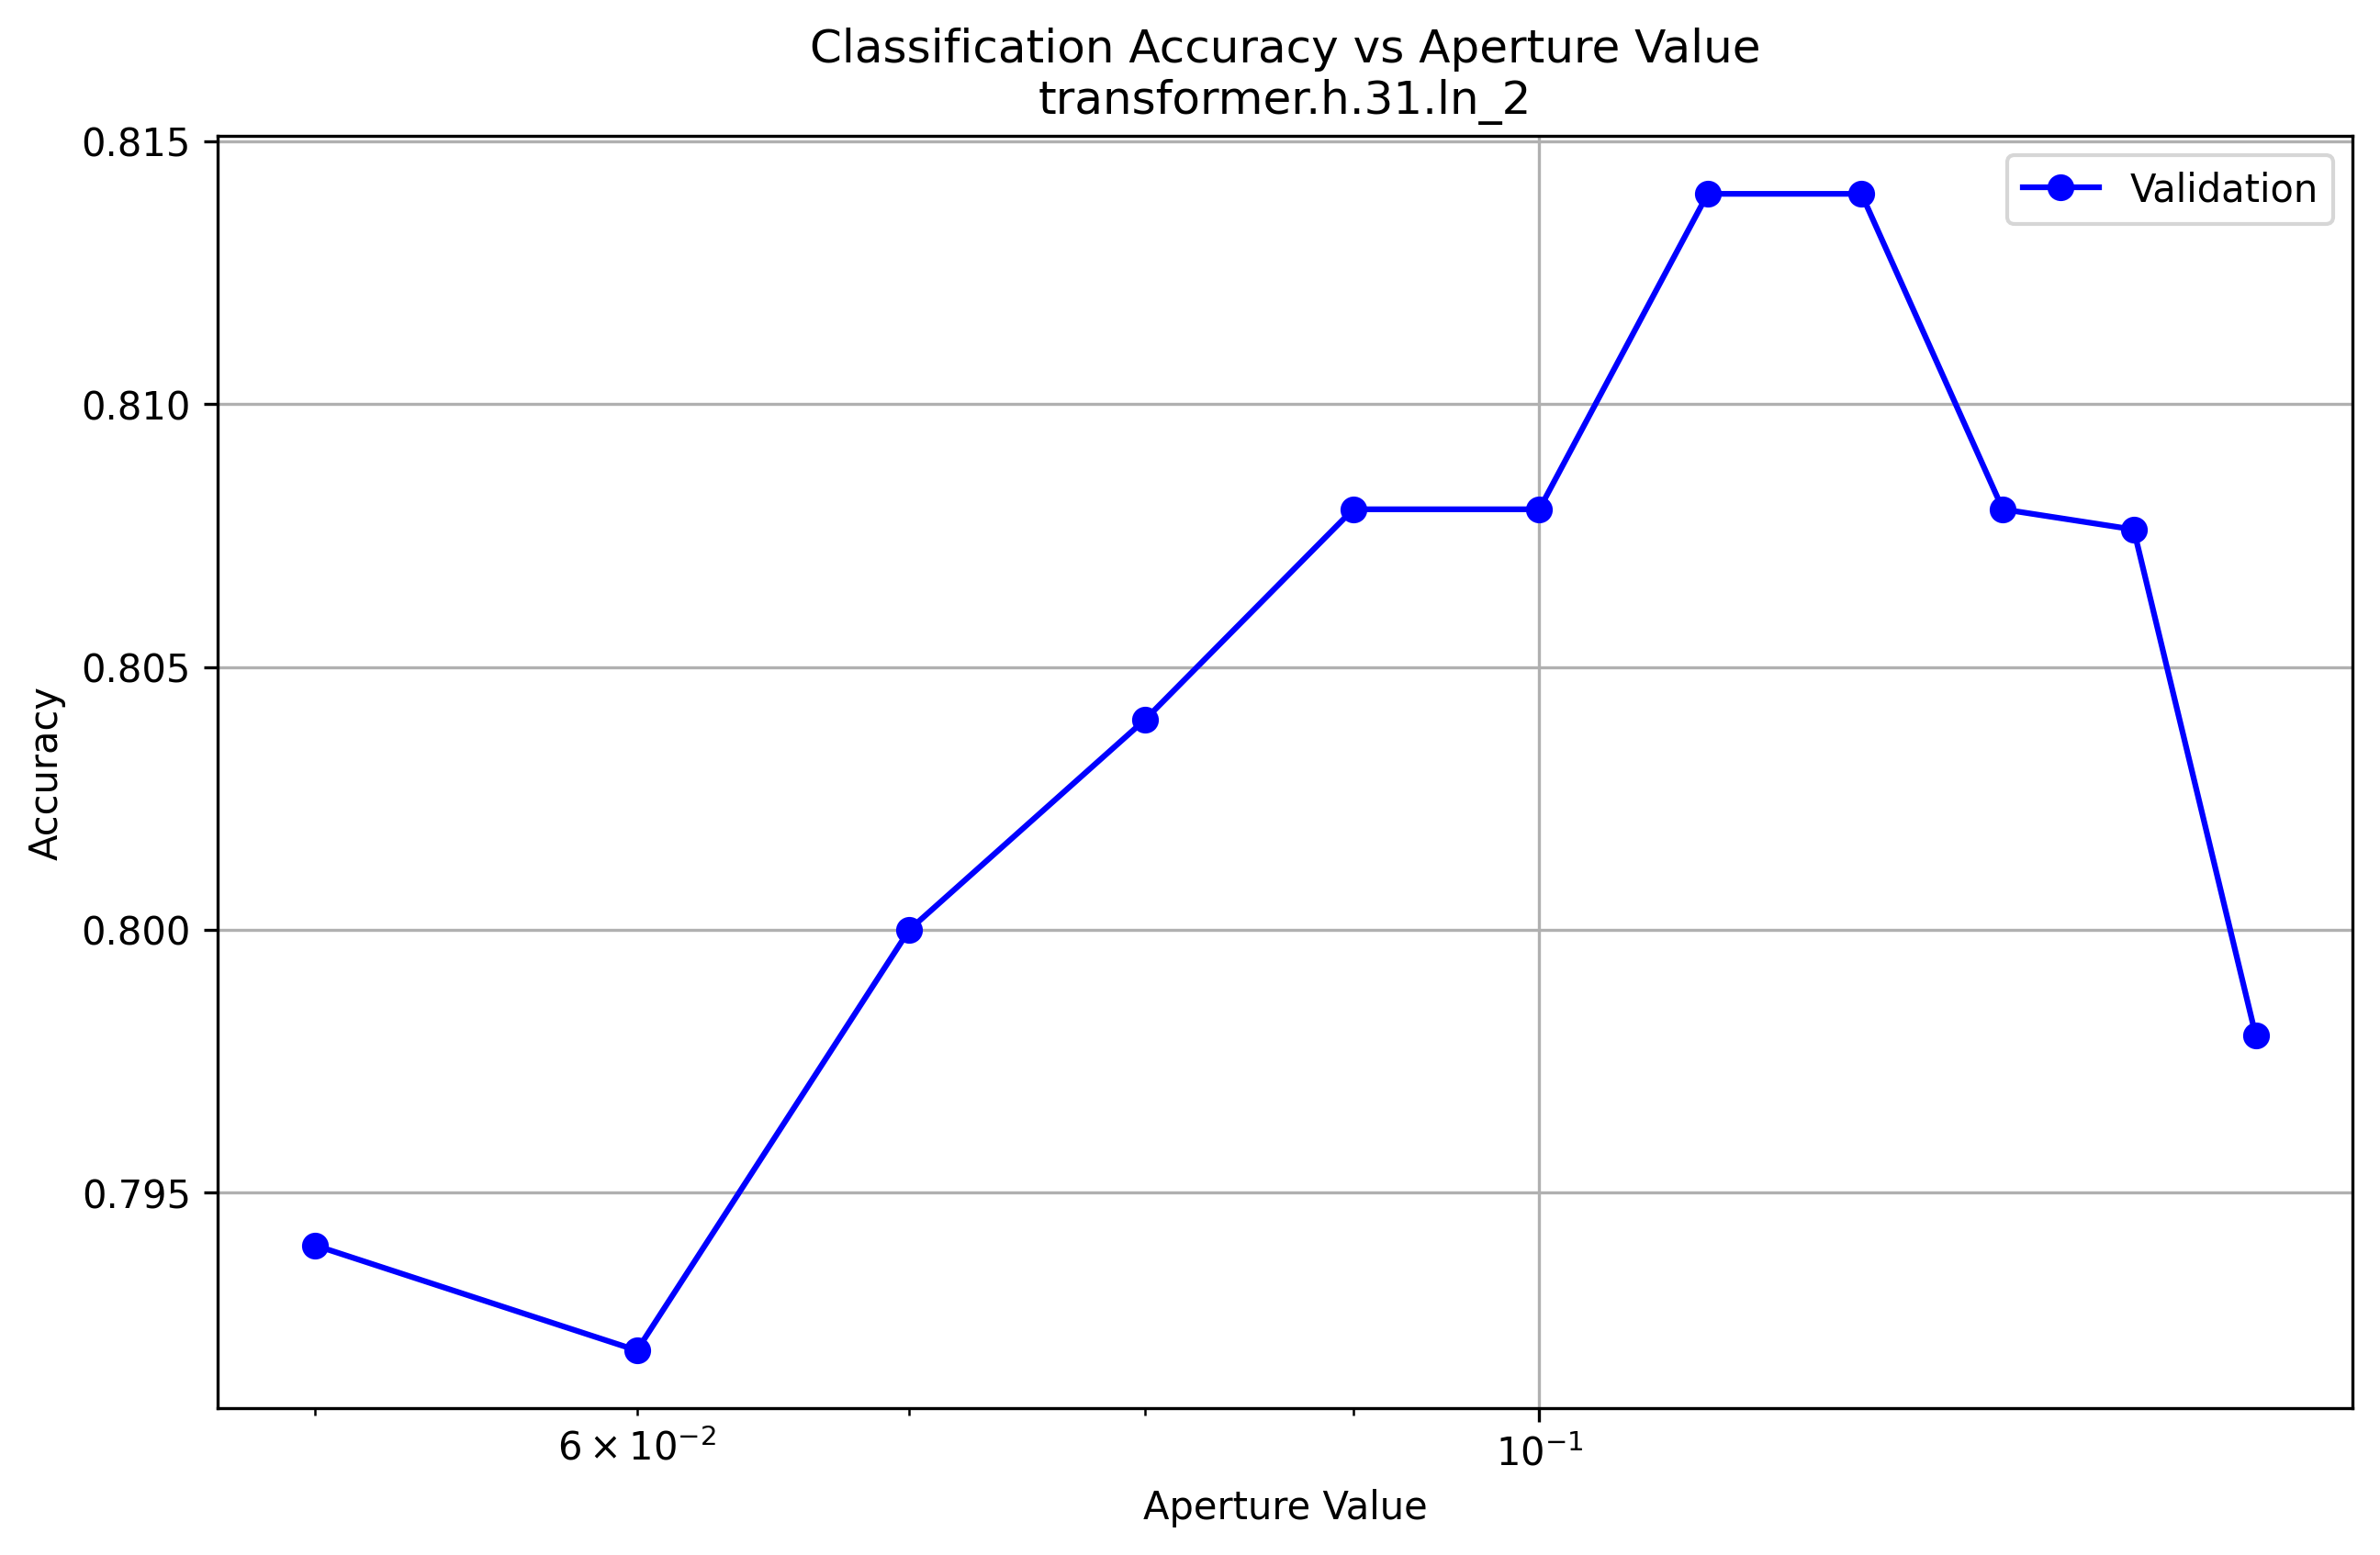 Classification Accuracy vs Aperture Value
transformer.h.31.ln_2
0.815
0.810
0.805
0.800
0.795
Accuracy
Validation
6 × 10⁻²
10⁻¹
Aperture Value